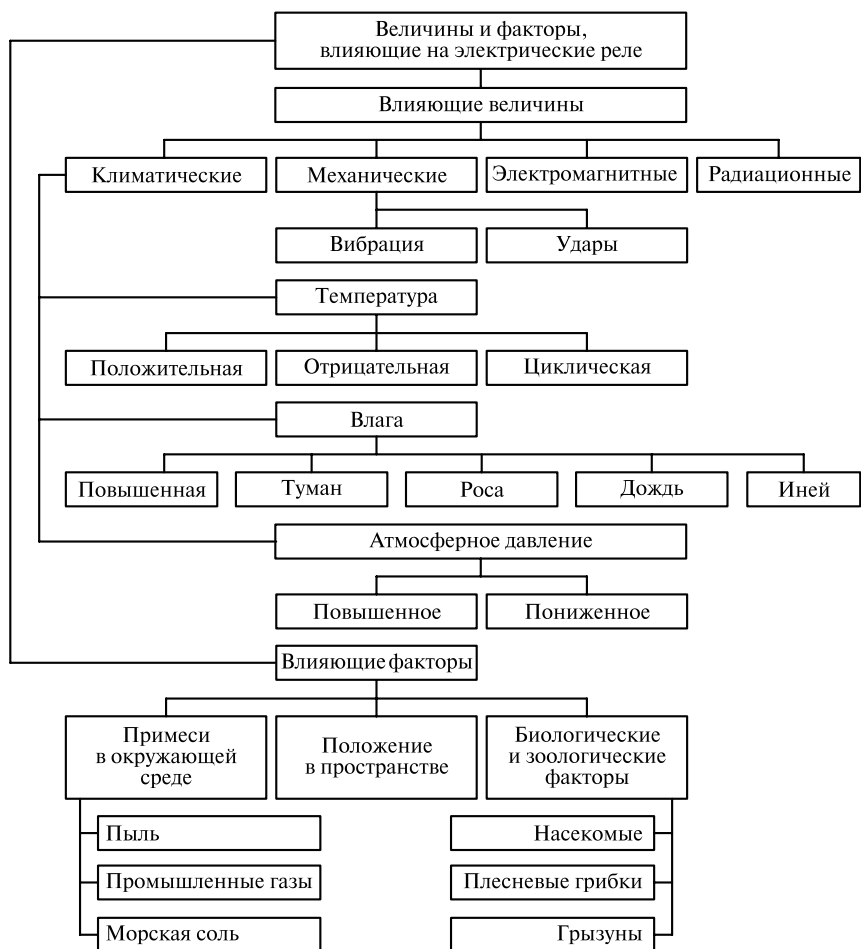 Величины и факторы,
влияющие на электрические реле
Влияющие величины
Климатические
Механические
Электромагнитные
Радиационные
Вибрация
Удары
Температура
Положительная
Отрицательная
Циклическая
Влага
Повышенная
Туман
Роса
Дождь
Иней
Атмосферное давление
Повышенное
Пониженное
Влияющие факторы
Примеси
в окружающей
среде
Положение
в пространстве
Биологические
и зоологические
факторы
Пыль
Насекомые
Промышленные газы
Плесневые грибки
Морская соль
Грызуны